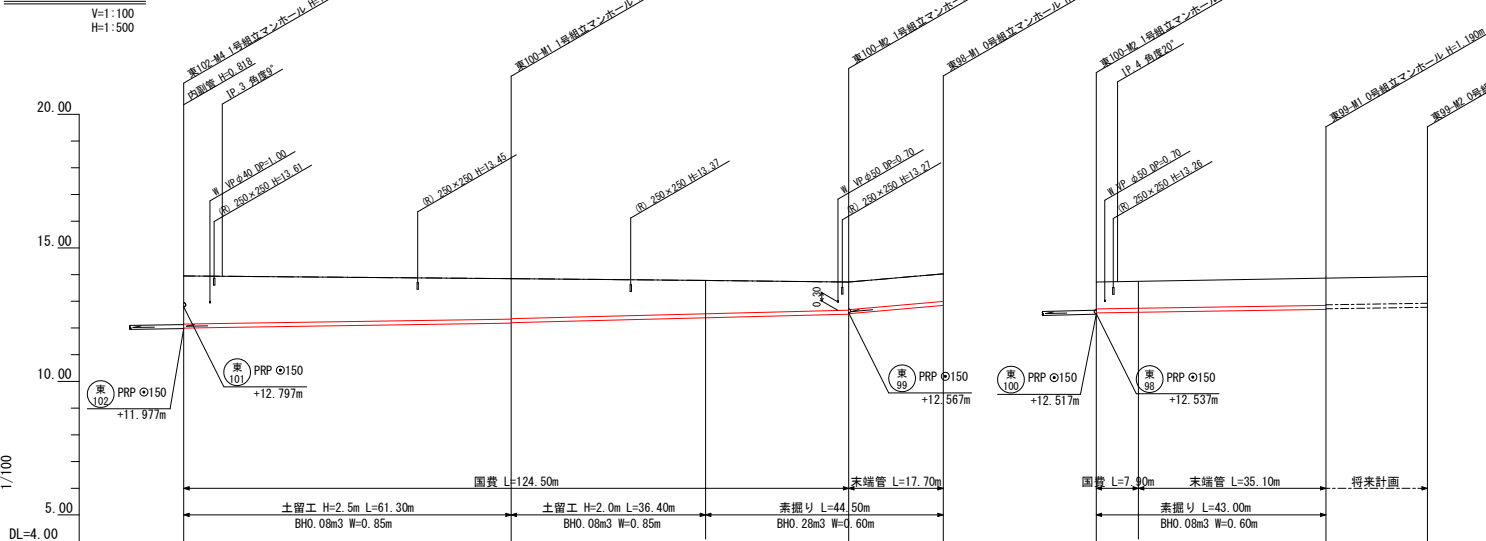 V=1:100
H=1:500
東102-M4 1号組立マンホール
内副管 H=0.818
IP 3 角度9°
東100-M1 1号組立マンホール
東100-M2 1号組立マンホール
東98-M1 0号組立マンホール
東100-M2 1号組立マンホール
IP 4 角度20°
東99-M1 0号組立マンホール H=1.190m
東99-M2 0号組
20.00
W VPφ40 DP=1.00
(R) 250×250 H=13.61
(R) 250×250 H=13.45
(R) 250×250 H=13.37
W VPφ50 DP=0.70
(R) 250×250 H=13.27
W VP φ50 DP=0.70
(R) 250×250 H=13.26
15.00
0.30
10.00
東 102 PRP ⊙150
+11.977m
東 101 PRP ⊙150
+12.797m
東 99 PRP ⊙150
+12.567m
東 100 PRP ⊙150
+12.517m
東 98 PRP ⊙150
+12.537m
1/100
国費 L=124.50m
末端管 L=17.70m
国費 L=7.90m
末端管 L=35.10m
将来計画
5.00
土留工 H=2.5m L=61.30m
BH0.08m3 W=0.85m
土留工 H=2.0m L=36.40m
BH0.08m3 W=0.85m
素掘り L=44.50m
BH0.28m3 W=0.60m
素掘り L=43.00m
BH0.08m3 W=0.60m
DL=4.00